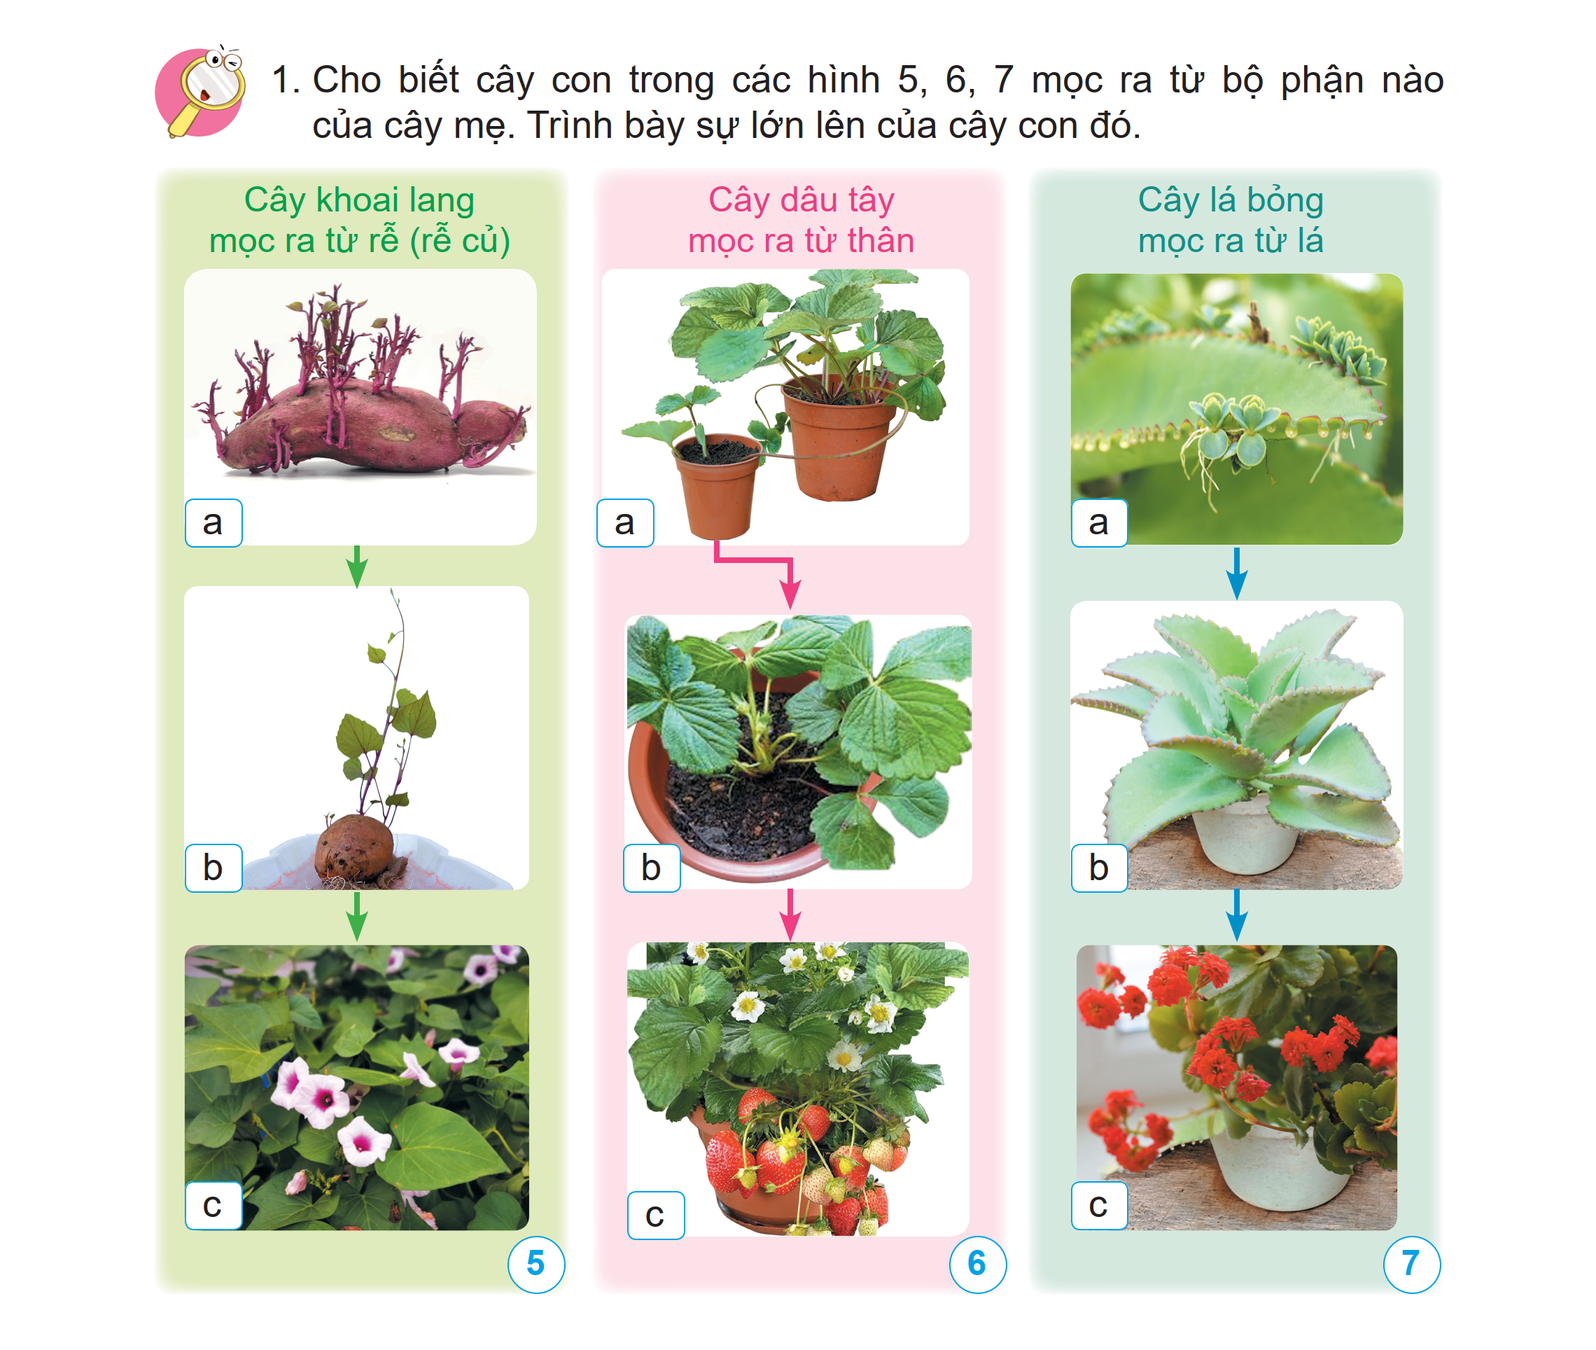 1. Cho biết cây con trong các hình 5, 6, 7 mọc ra từ bộ phận nào
của cây mẹ. Trình bày sự lớn lên của cây con đó.
Cây khoai lang
mọc ra từ rễ (rễ củ)
a
b
c
5
Cây dâu tây
mọc ra từ thân
a
b
c
6
Cây lá bỏng
mọc ra từ lá
a
b
c
7